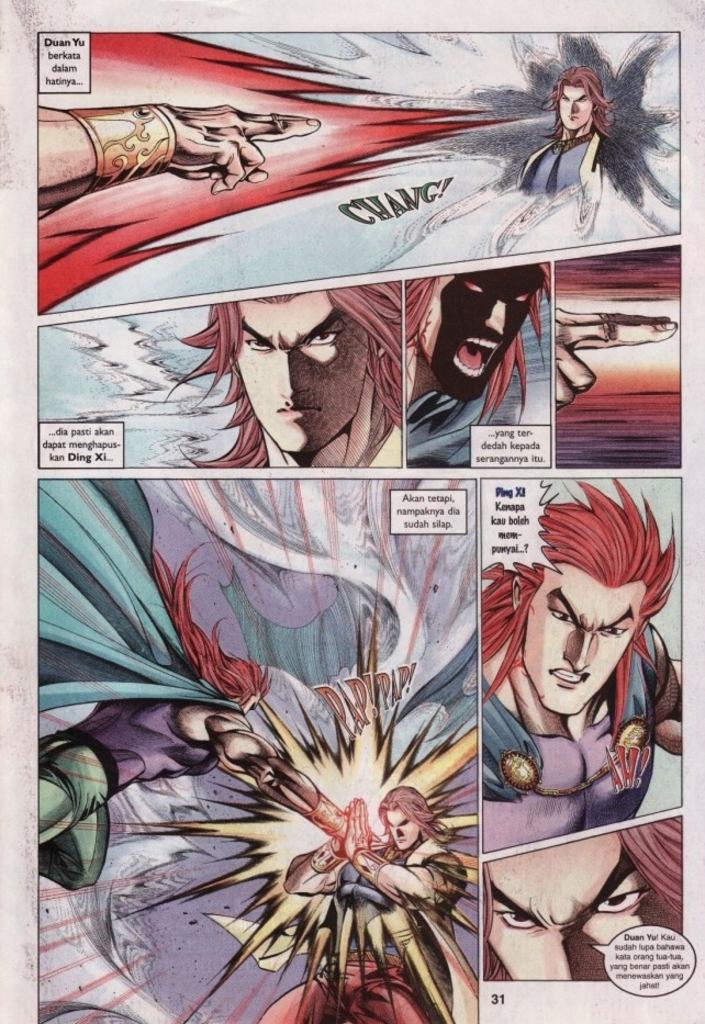 Duan Yu
berkata
dalam
hatinya...
CHANG!
...dia pasti akan
dapat menghapus-
kan Ding Xi...
...yang ter-
dedah kepada
serangannya itu.
Akan tetapi,
nampaknya dia
sudah silap.
PAP! PAP!
Ding Xi!
Kenapa
kau boleh
mem-
punyai...?
AH!
Duan Yu! Kau
sudah lupa bahawa
kata orang tua-tua,
yang benar pasti akan
menewaskan yang
jahat!
31